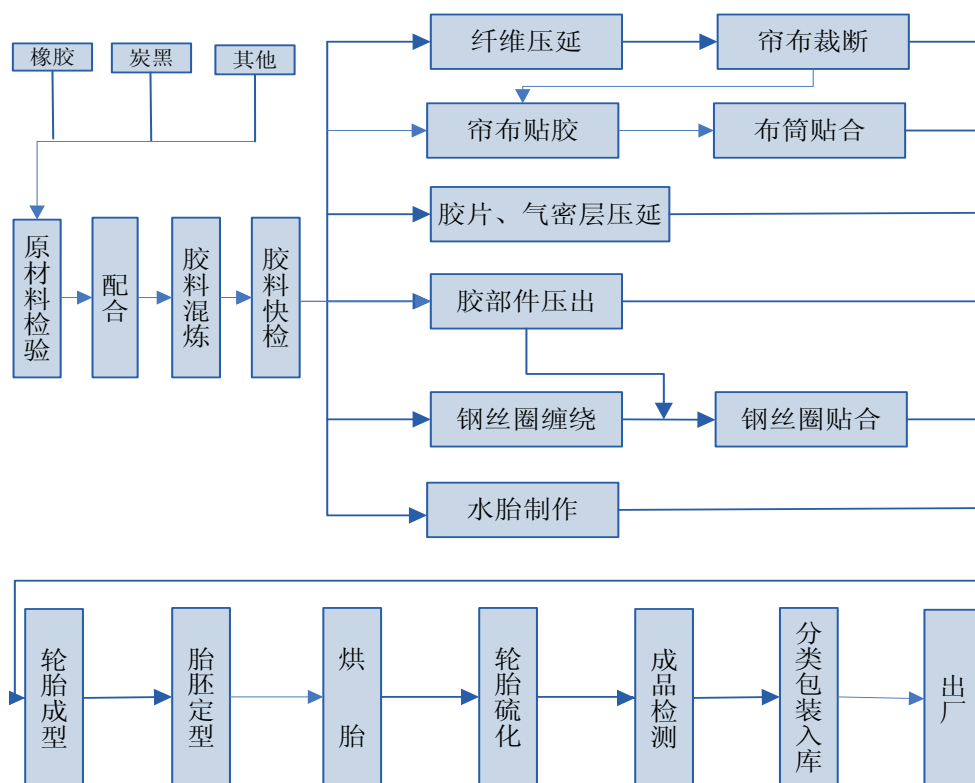 橡胶
炭黑
其他
原材料检验
配合
胶料混炼
胶料快检
纤维压延
帘布裁断
帘布贴胶
布筒贴合
胶片、气密层压延
胶部件压出
钢丝圈缠绕
钢丝圈贴合
水胎制作
轮胎成型
胎胚定型
烘胎
轮胎硫化
成品检测
分类包装入库
出厂